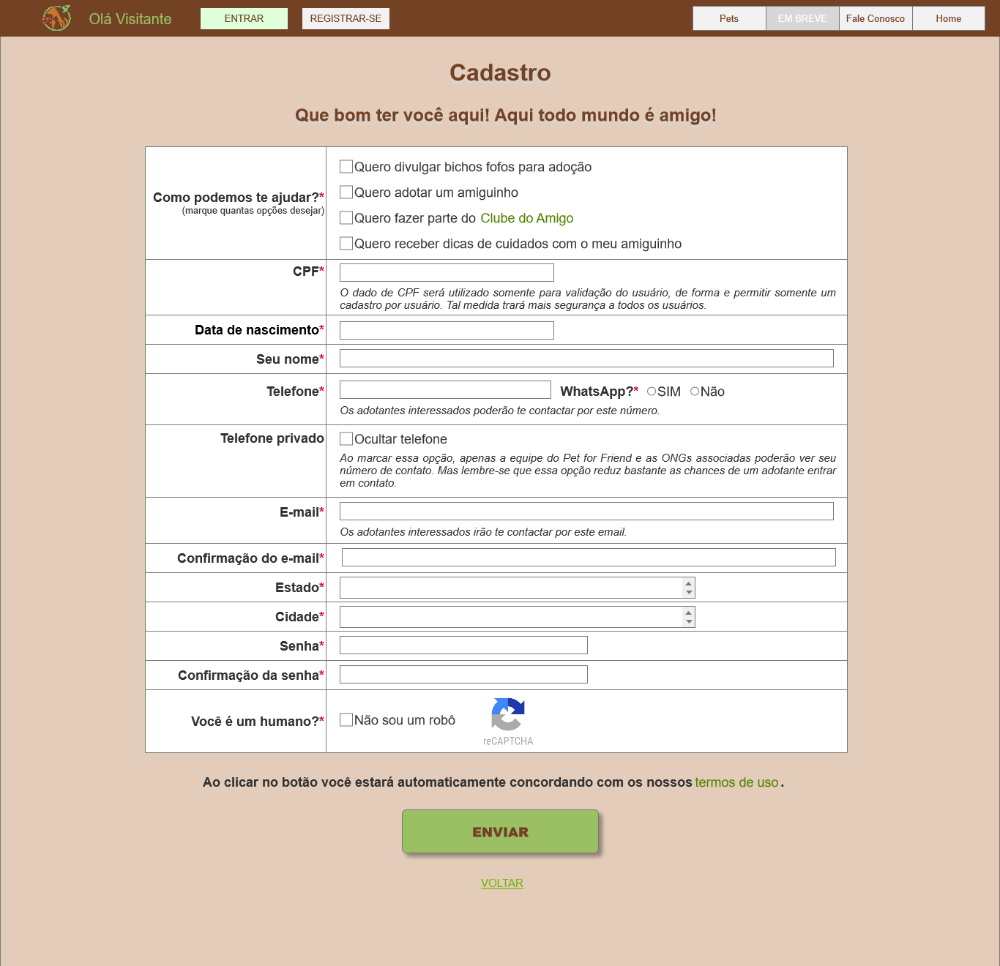 Olá Visitante
ENTRAR
REGISTRAR-SE
Pets
EM BREVE
Fale Conosco
Home
Cadastro
Que bom ter você aqui! Aqui todo mundo é amigo!
Como podemos te ajudar?*
(marque quantas opções desejar)
Quero divulgar bichos fofos para adoção
Quero adotar um amiguinho
Quero fazer parte do Clube do Amigo
Quero receber dicas de cuidados com o meu amiguinho
CPF*
O dado de CPF será utilizado somente para validação do usuário, de forma e permitir somente um
cadastro por usuário. Tal medida trará mais segurança a todos os usuários.
Data de nascimento*
Seu nome*
Telefone*
WhatsApp?* SIM Não
Os adotantes interessados poderão te contactar por este número.
Telefone privado
Ocultar telefone
Ao marcar essa opção, apenas a equipe do Pet for Friend e as ONGs associadas poderão ver seu
número de contato. Mas lembre-se que essa opção reduz bastante as chances de um adotante entrar
em contato.
E-mail*
Os adotantes interessados irão te contactar por este email.
Confirmação do e-mail*
Estado*
Cidade*
Senha*
Confirmação da senha*
Você é um humano?*
Não sou um robô
reCAPTCHA
Ao clicar no botão você estará automaticamente concordando com os nossos termos de uso.
ENVIAR
VOLTAR